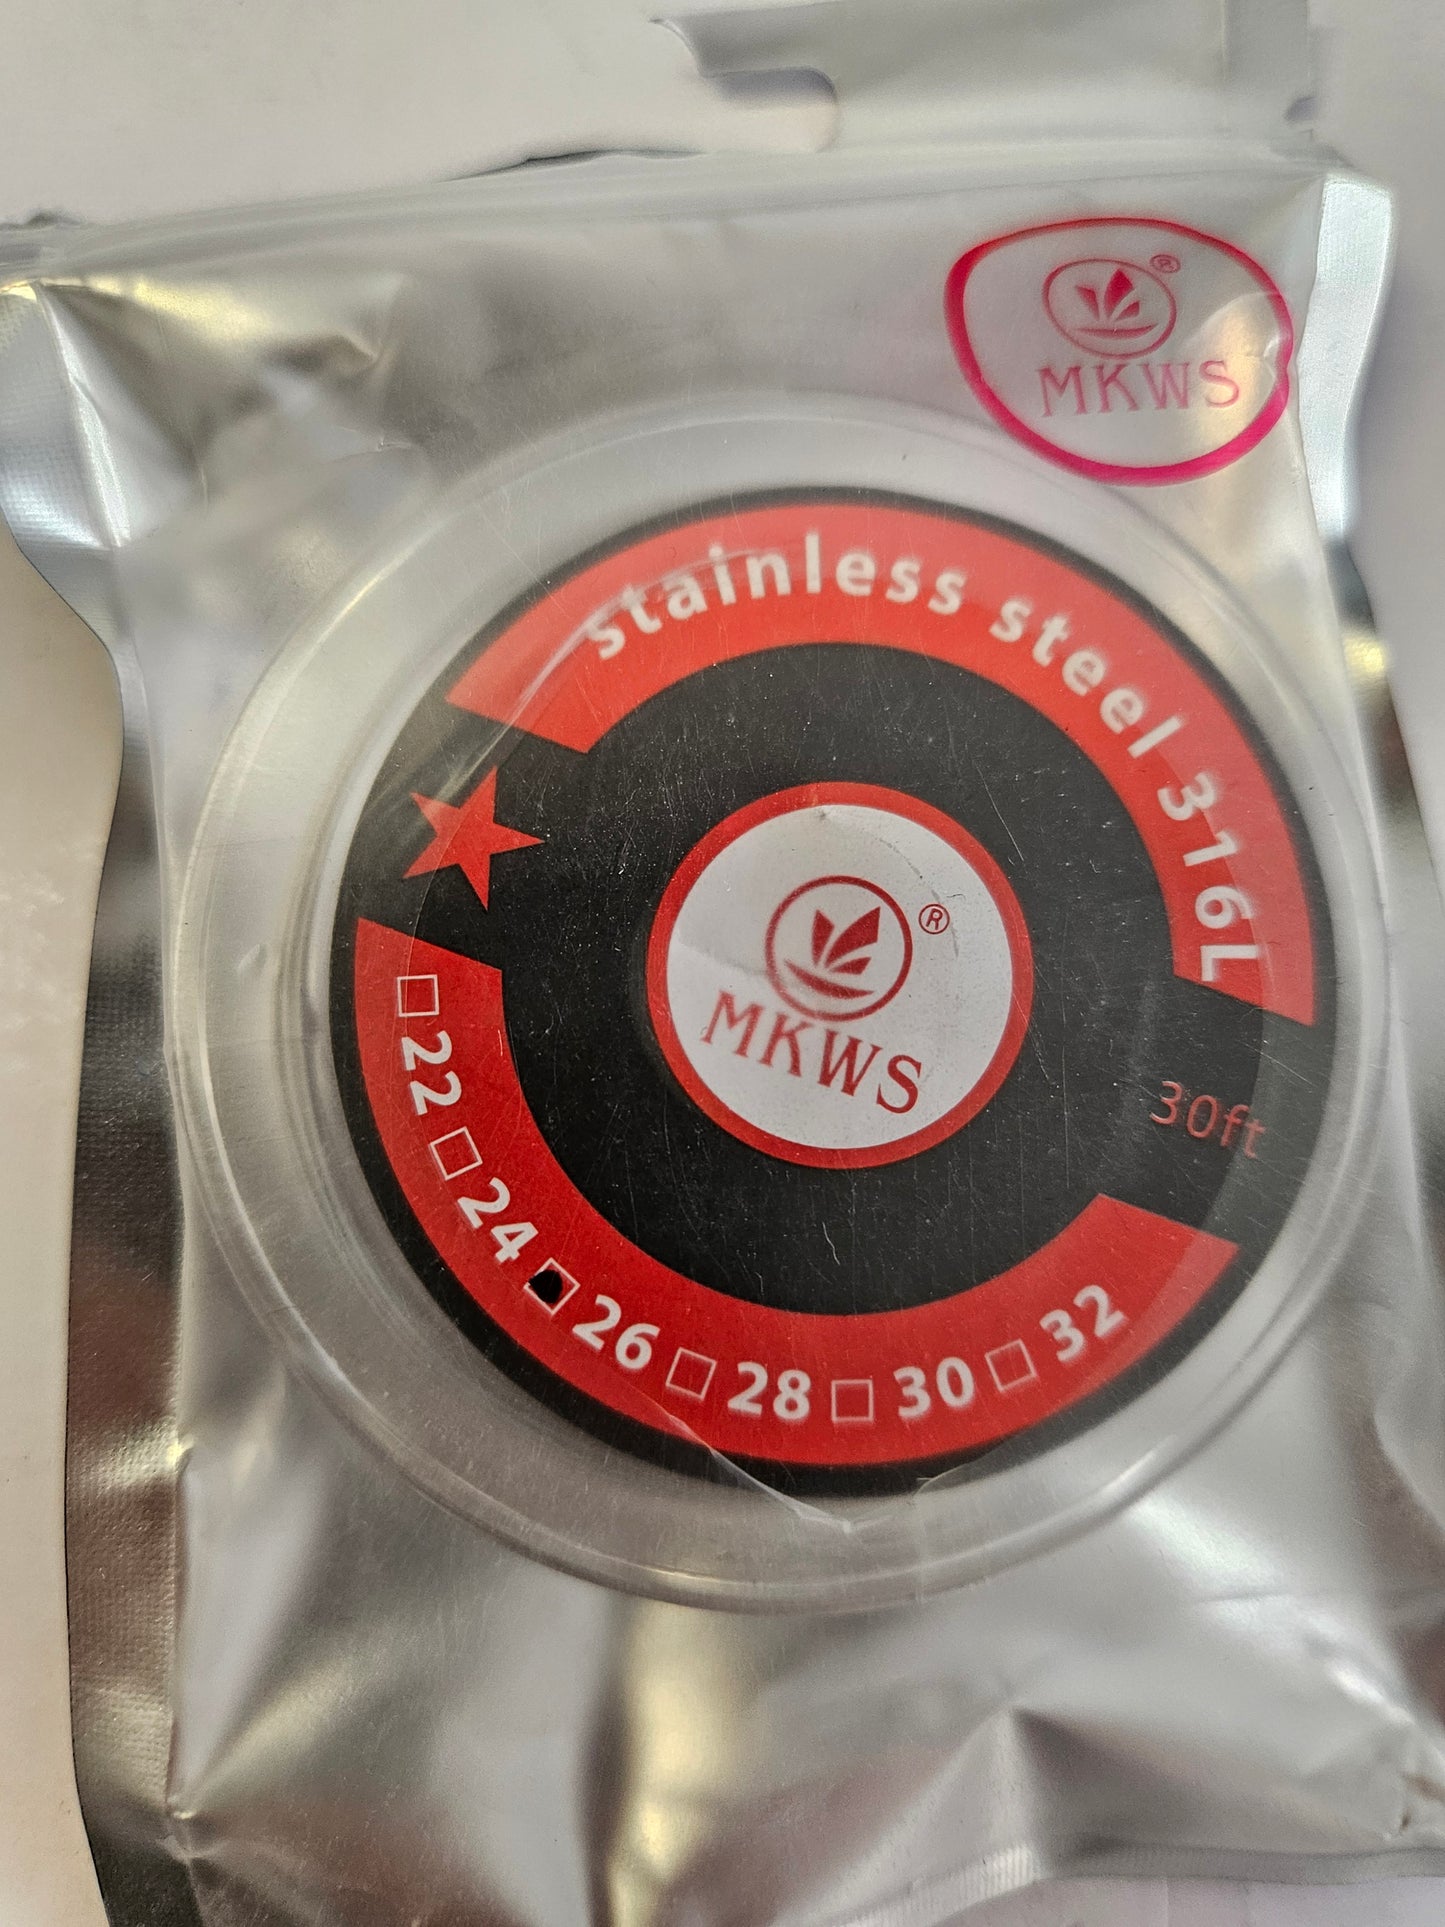 ®
MKWS
stainless steel 316L
®
MKWS
30ft
□22 □24 □26 □28 □30 □32